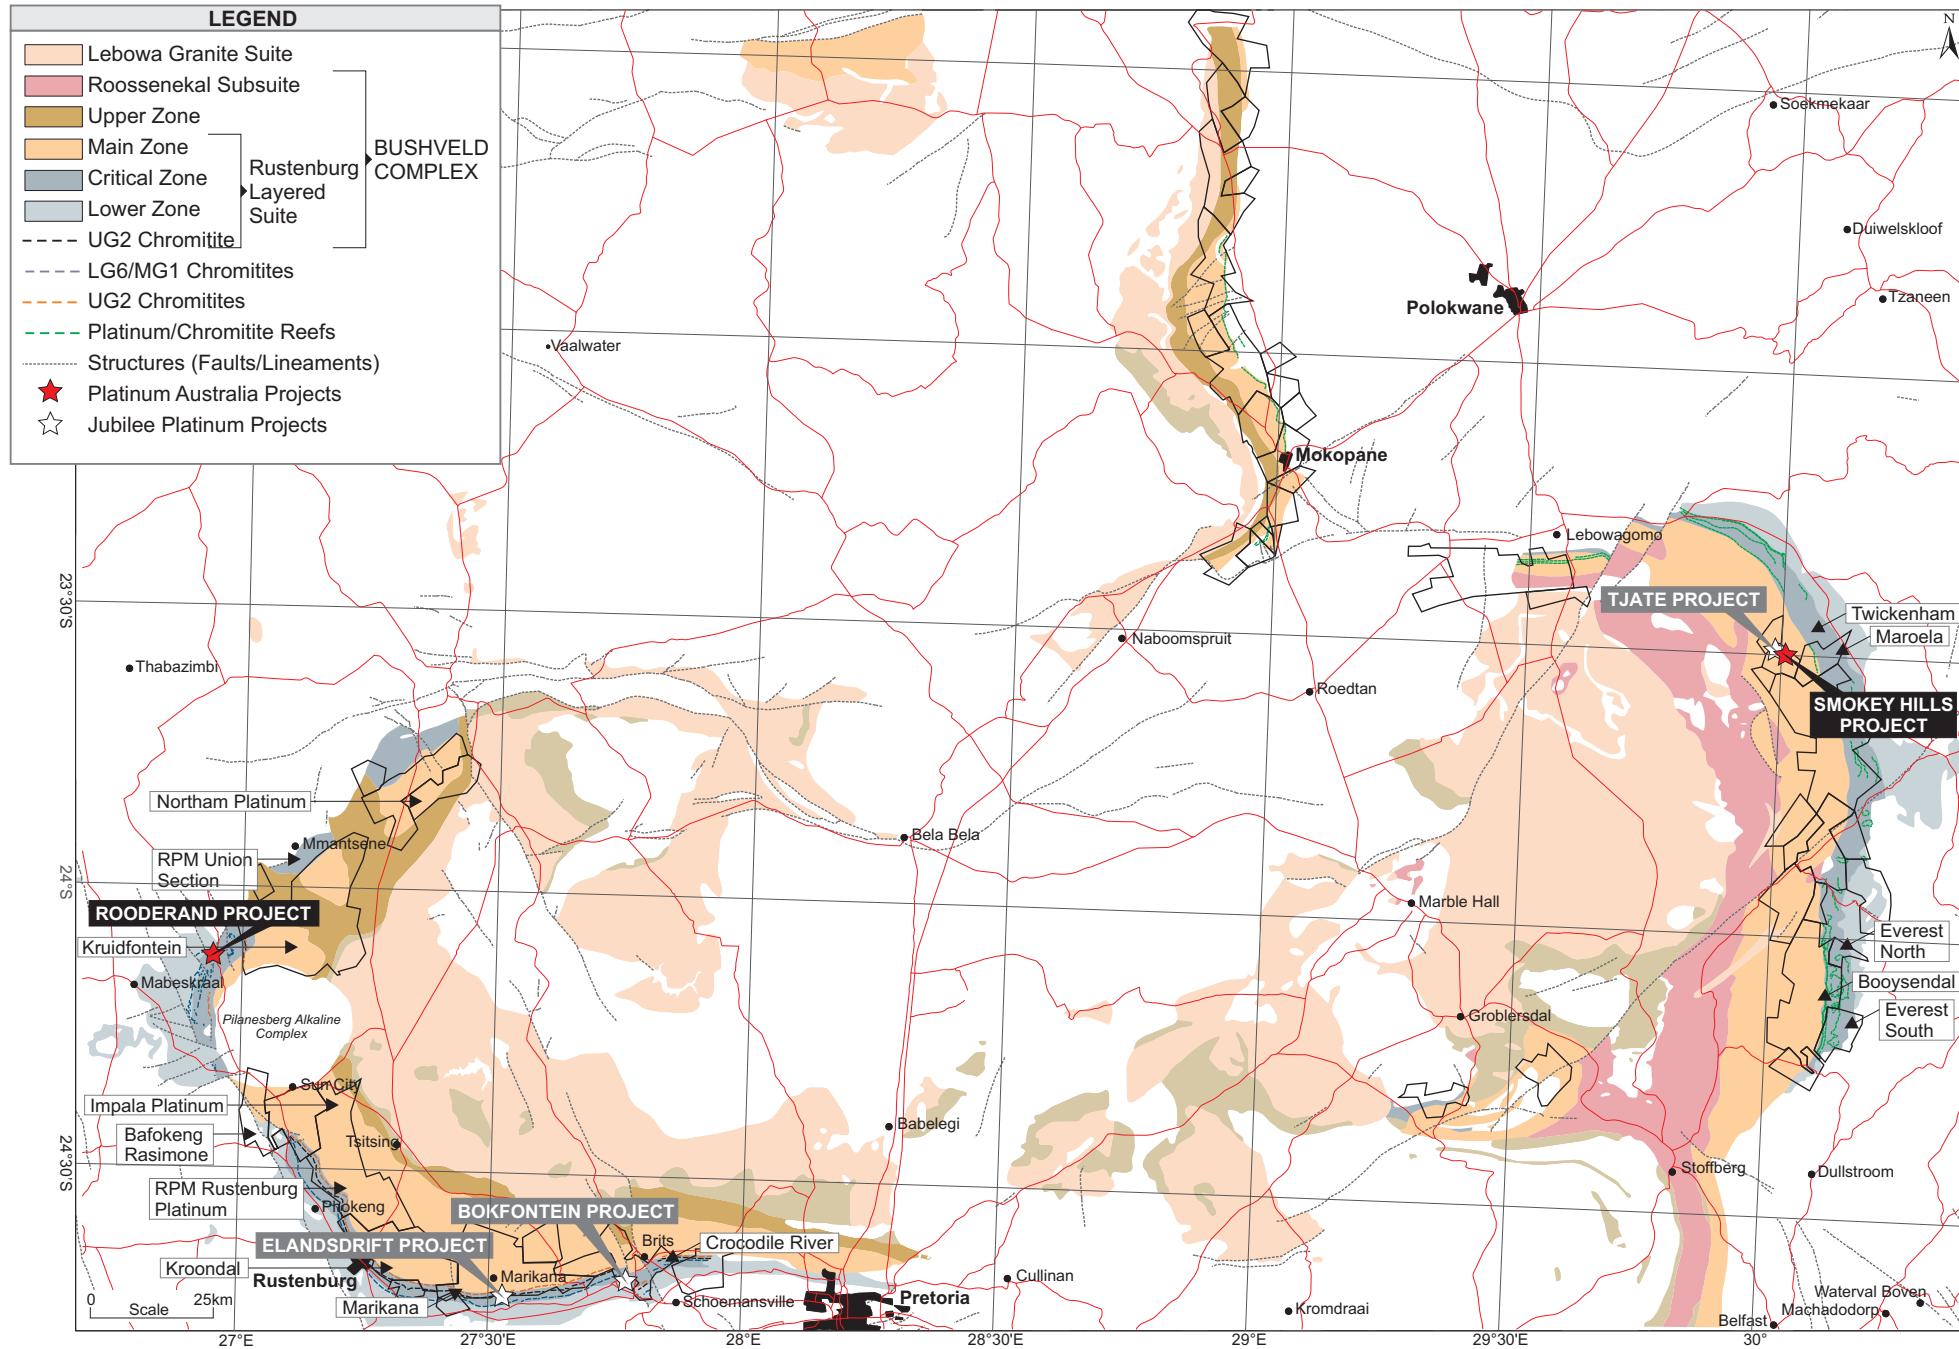 LEGEND
Lebowa Granite Suite
Roossenekal Subsuite
Upper Zone
Main Zone
Critical Zone
Lower Zone
UG2 Chromitite
LG6/MG1 Chromitites
UG2 Chromitites
Platinum/Chromitite Reefs
Structures (Faults/Lineaments)
Platinum Australia Projects
Jubilee Platinum Projects
Rustenburg
Layered
Suite
BUSHVELD
COMPLEX
N
Soekmekaar
Duiwelskloof
Tzaneen
Polokwane
Vaalwater
Mokopane
Lebowagomo
23°30'S
TJATE PROJECT
Twickenham
Maroela
Naboomspruit
Thabazimbi
Roedtan
SMOKEY HILLS
PROJECT
Northam Platinum
Mmantsene
Bela Bela
RPM Union
Section
24°S
Marble Hall
ROODERAND PROJECT
Kruidfontein
Everest
North
Mabeskraal
Booysendal
Pilanesberg Alkaline
Complex
Groblersdal
Everest
South
Sun City
Impala Platinum
Bafokeng
Rasimone
Tsitsing
Babelegi
24°30'S
Stoffberg
Dullstroom
RPM Rustenburg
Platinum
Phokeng
BOKFONTEIN PROJECT
ELANDSDRIFT PROJECT
Brits
Crocodile River
Kroondal
Rustenburg
Marikana
Cullinan
Waterval Boven
0
25km
Scale
Marikana
Schoemansville
Pretoria
Kromdraai
Machadodorp
Belfast
27°E
27°30'E
28°E
28°30'E
29°E
29°30'E
30°